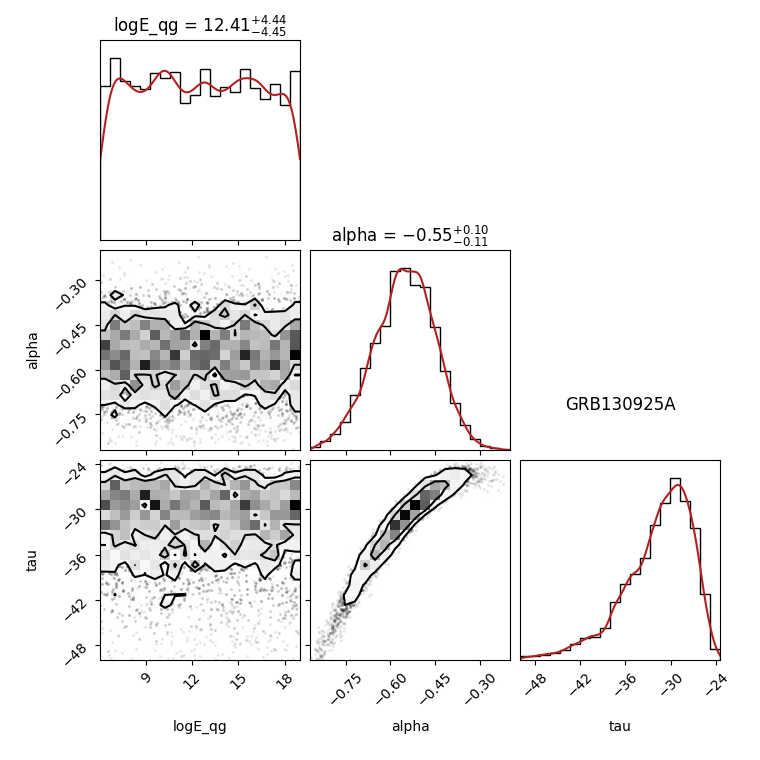 logE_qg = 12.41+4.44−4.45
alpha = −0.55+0.10−0.11
−0.30
−0.45
−0.60
−0.75
alpha
GRB130925A
−24
−30
−36
−42
−48
tau
9 12 15 18
−0.75 −0.60 −0.45 −0.30
−48 −42 −36 −30 −24
logE_qg alpha tau